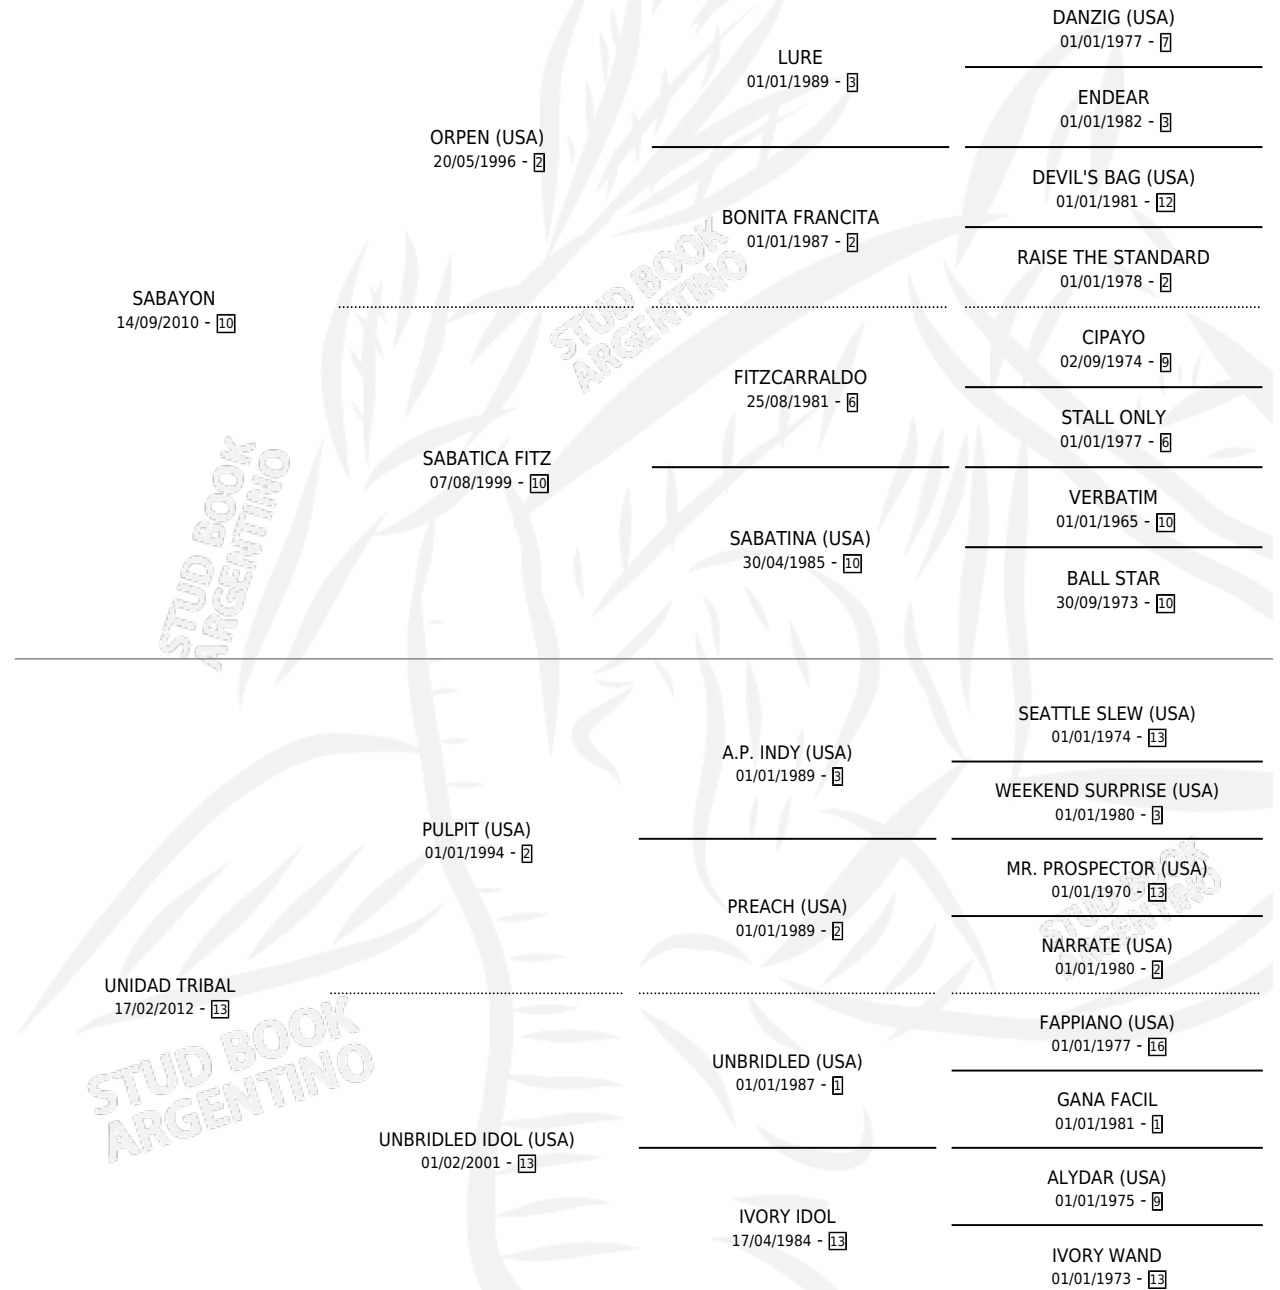 DANZIG (USA)
01/01/1977 - 7
LURE
01/01/1989 - 3
ENDEAR
01/01/1982 - 3
ORPEN (USA)
20/05/1996 - 2
DEVIL'S BAG (USA)
01/01/1981 - 12
BONITA FRANCITA
01/01/1987 - 2
RAISE THE STANDARD
01/01/1978 - 2
SABAYON
14/09/2010 - 10
STUD BOOK
ARGENTINO
CIPAYO
02/09/1974 - 9
FITZCARRALDO
25/08/1981 - 6
STALL ONLY
01/01/1977 - 6
SABATICA FITZ
07/08/1999 - 10
VERBATIM
01/01/1965 - 10
SABATINA (USA)
30/04/1985 - 10
BALL STAR
30/09/1973 - 10
STUD BOOK
ARGENTINO
SEATTLE SLEW (USA)
01/01/1974 - 13
A.P. INDY (USA)
01/01/1989 - 3
WEEKEND SURPRISE (USA)
01/01/1980 - 3
PULPIT (USA)
01/01/1994 - 2
MR. PROSPECTOR (USA)
01/01/1970 - 13
PREACH (USA)
01/01/1989 - 2
STUD BOOK
ARGENTINO
NARRATE (USA)
01/01/1980 - 2
UNIDAD TRIBAL
17/02/2012 - 13
STUD BOOK
ARGENTINO
FAPPIANO (USA)
01/01/1977 - 16
UNBRIDLED (USA)
01/01/1987 - 1
GANA FACIL
01/01/1981 - 1
UNBRIDLED IDOL (USA)
01/02/2001 - 13
ALYDAR (USA)
01/01/1975 - 9
IVORY IDOL
17/04/1984 - 13
IVORY WAND
01/01/1973 - 13